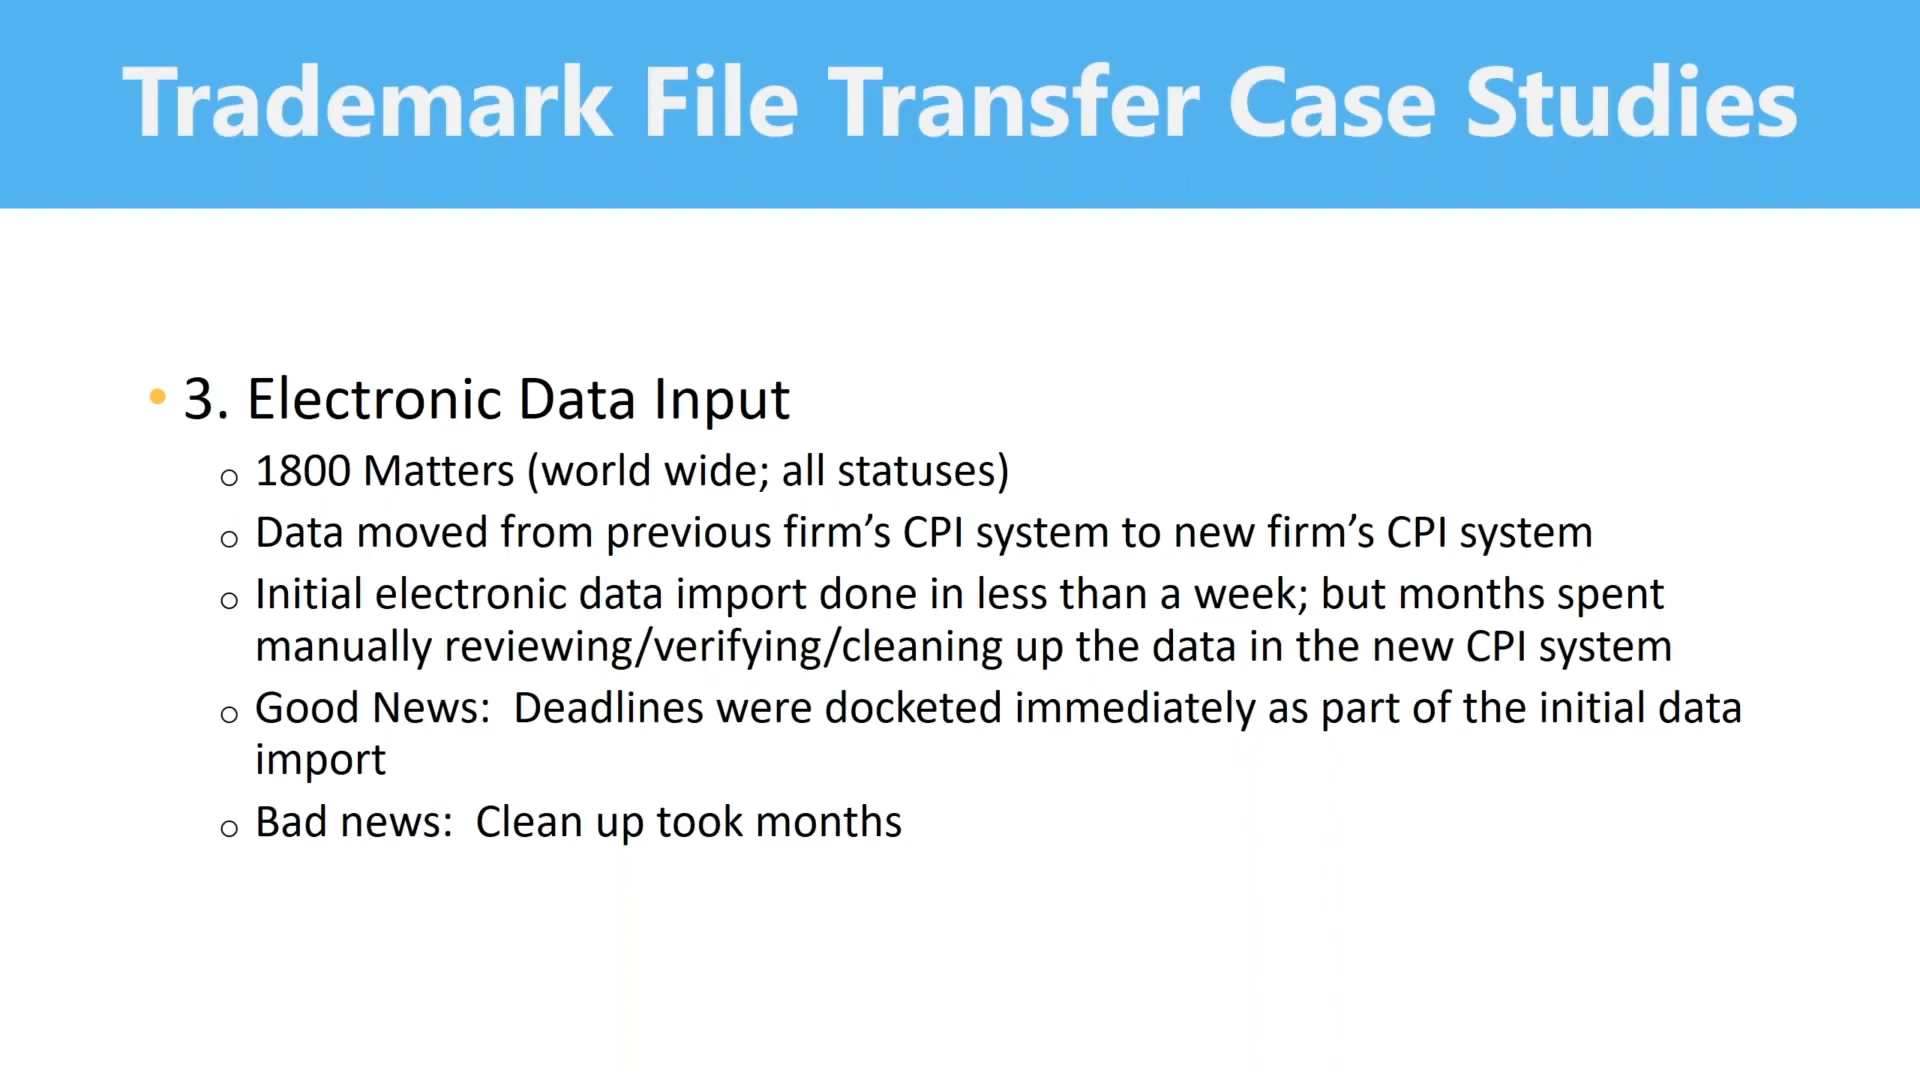 Trademark File Transfer Case Studies
• 3. Electronic Data Input
o 1800 Matters (world wide; all statuses)
o Data moved from previous firm’s CPI system to new firm’s CPI system
o Initial electronic data import done in less than a week; but months spent
manually reviewing/verifying/cleaning up the data in the new CPI system
o Good News:  Deadlines were docketed immediately as part of the initial data
import
o Bad news:  Clean up took months